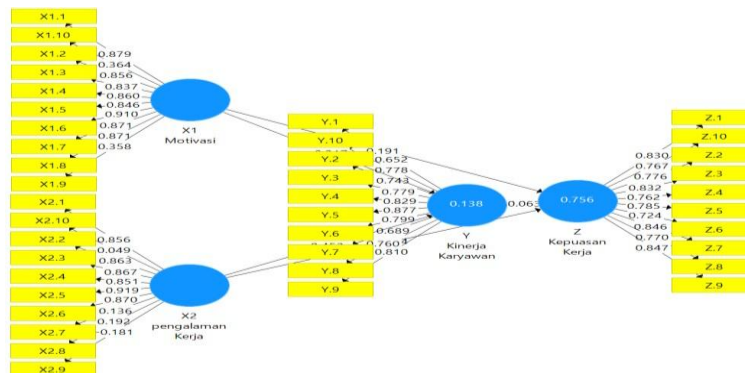 X1.1
X1.10
X1.2
X1.3
X1.4
X1.5
X1.6
X1.7
X1.8
X1.9
0.879
0.364
0.856
0.837
0.860
0.846
0.910
0.871
0.871
0.358
X1
Motivasi
X2.1
X2.10
X2.2
X2.3
X2.4
X2.5
X2.6
X2.7
X2.8
X2.9
0.856
0.049
0.863
0.867
0.851
0.919
0.870
0.136
0.192
-0.181
X2
pengalaman
Kerja
Y.1
Y.10
Y.2
Y.3
Y.4
Y.5
Y.6
Y.7
Y.8
Y.9
0.191
0.652
0.778
0.743
0.779
0.829
0.877
0.799
0.689
0.760
0.810
0.138
Y
Kinerja
Karyawan
0.06
0.756
Z
Kepuasan
Kerja
0.830
0.767
0.776
0.832
0.762
0.785
0.724
0.846
0.770
0.847
Z.1
Z.10
Z.2
Z.3
Z.4
Z.5
Z.6
Z.7
Z.8
Z.9